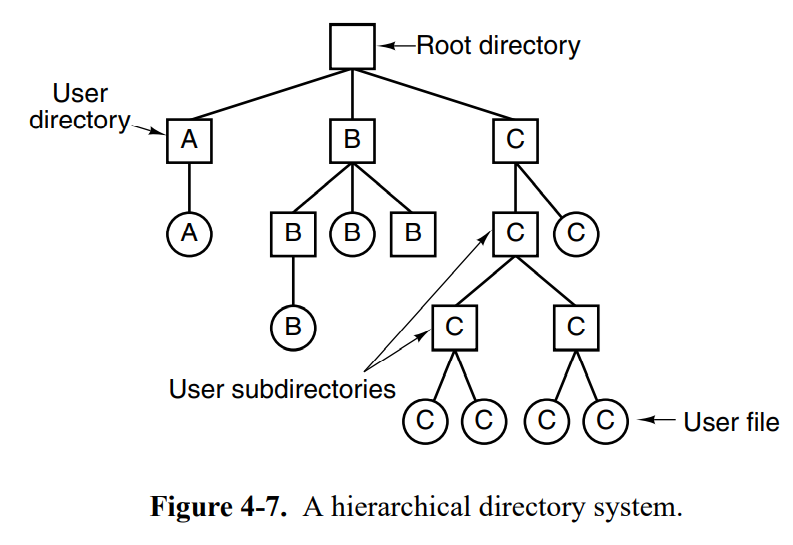 Root directory
User
directory
A
B
C
A
B
B
B
C
C
B
C
C
User subdirectories
C
C
C
C
User file
Figure 4-7. A hierarchical directory system.